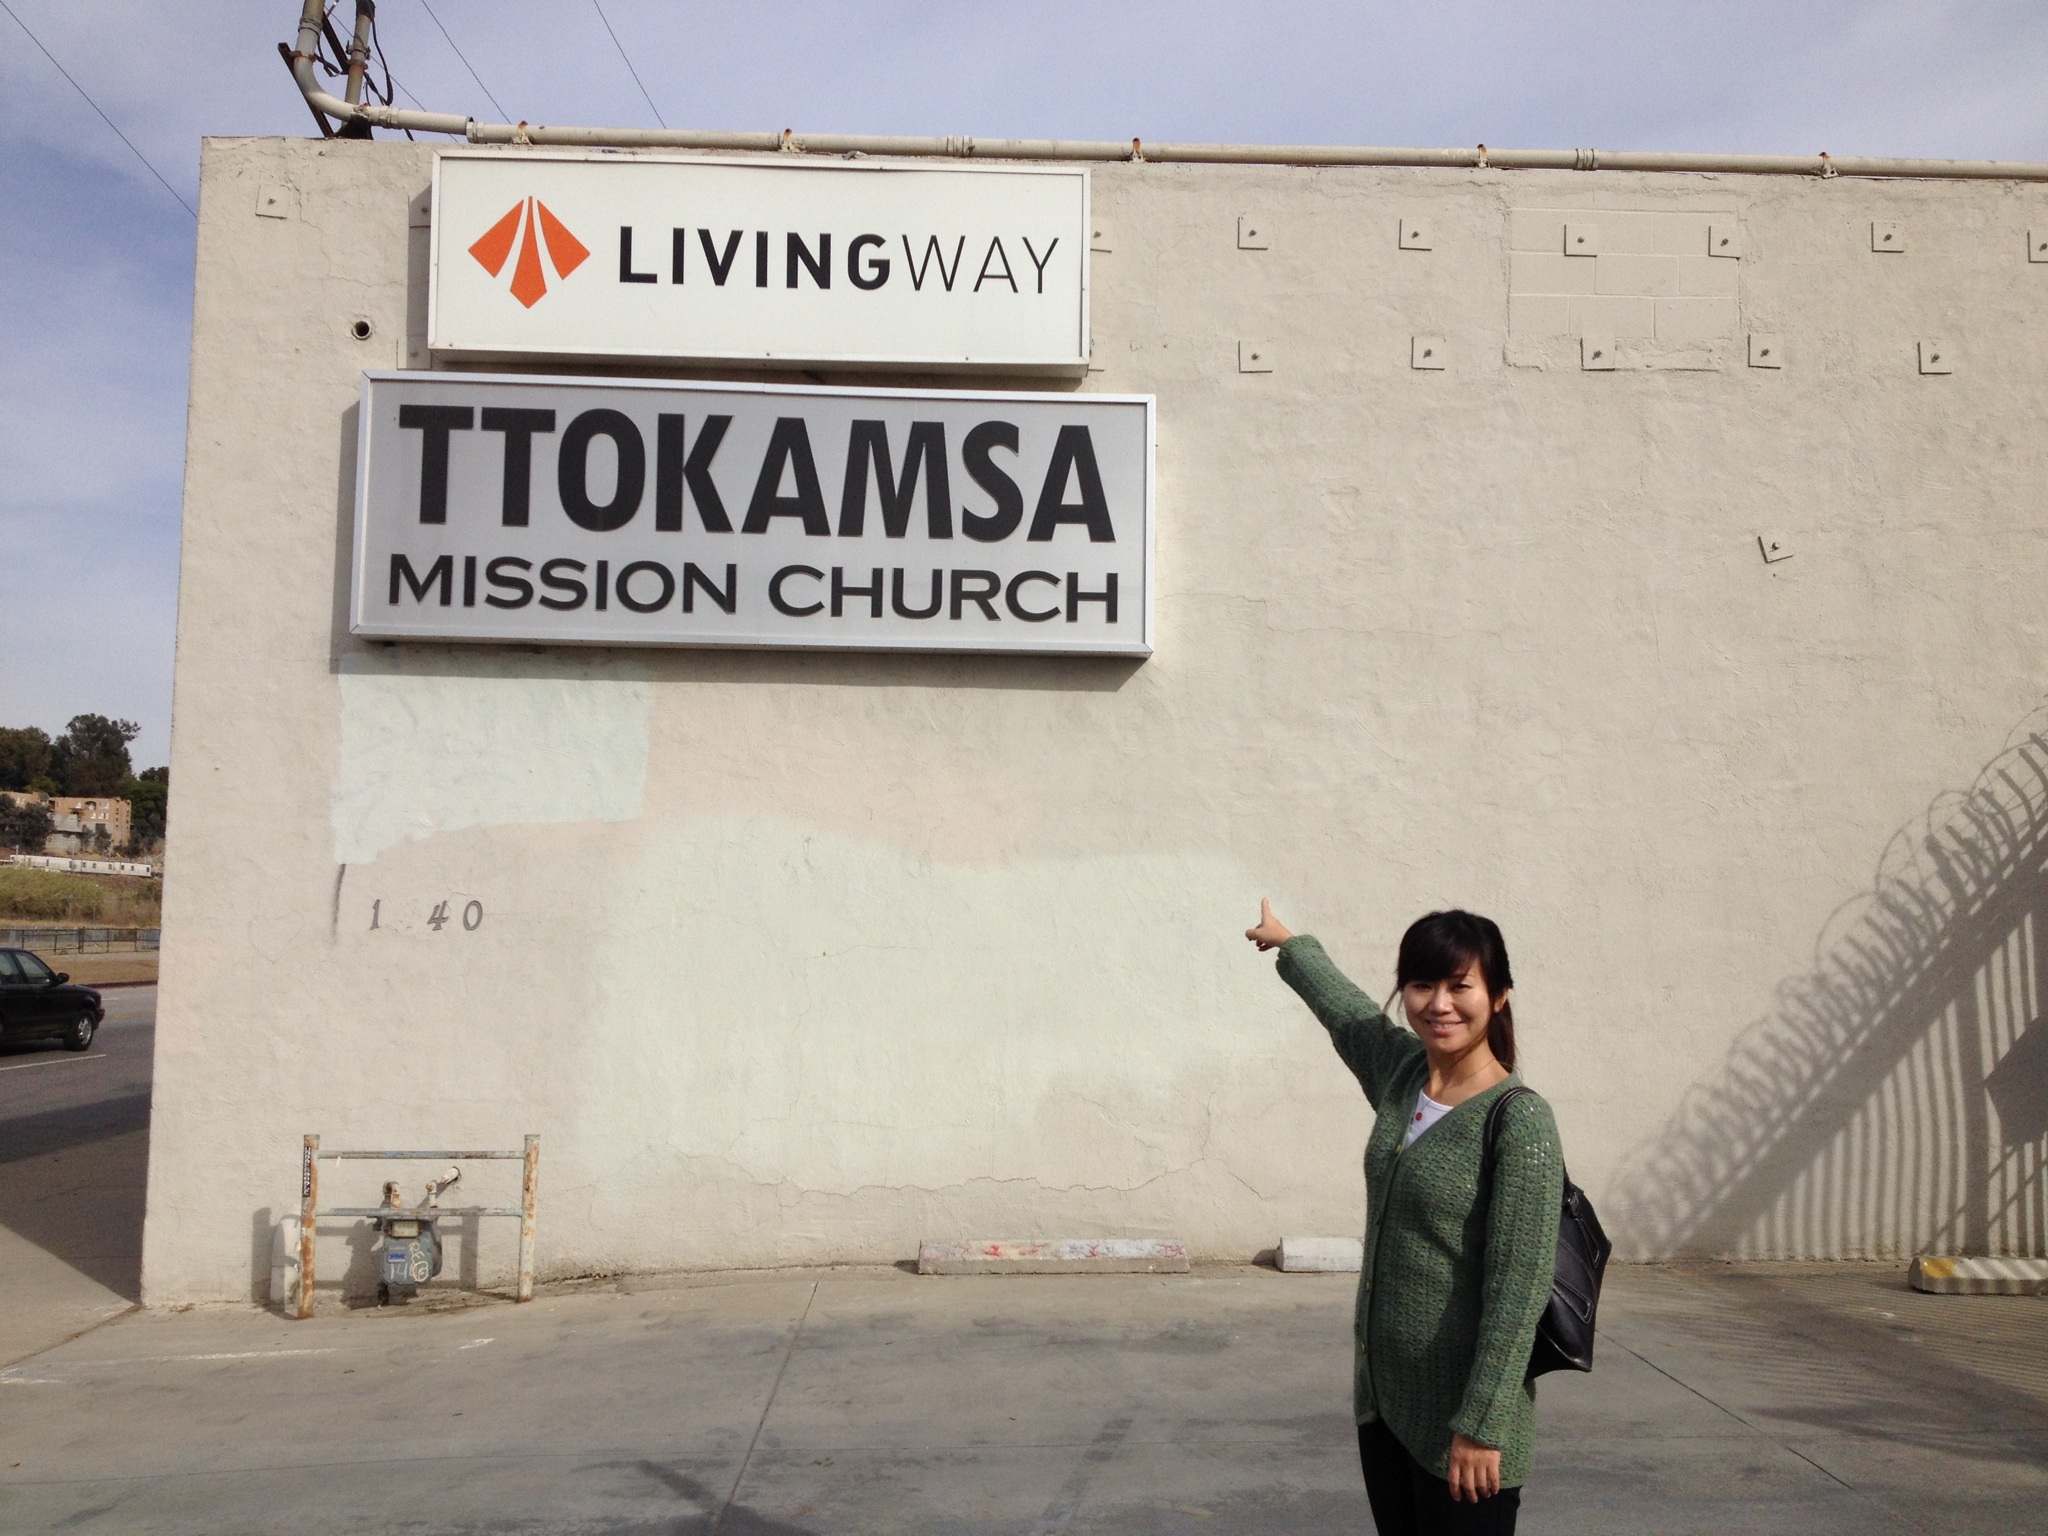 LIVINGWAY
TTOKAMSA
MISSION CHURCH
1 40